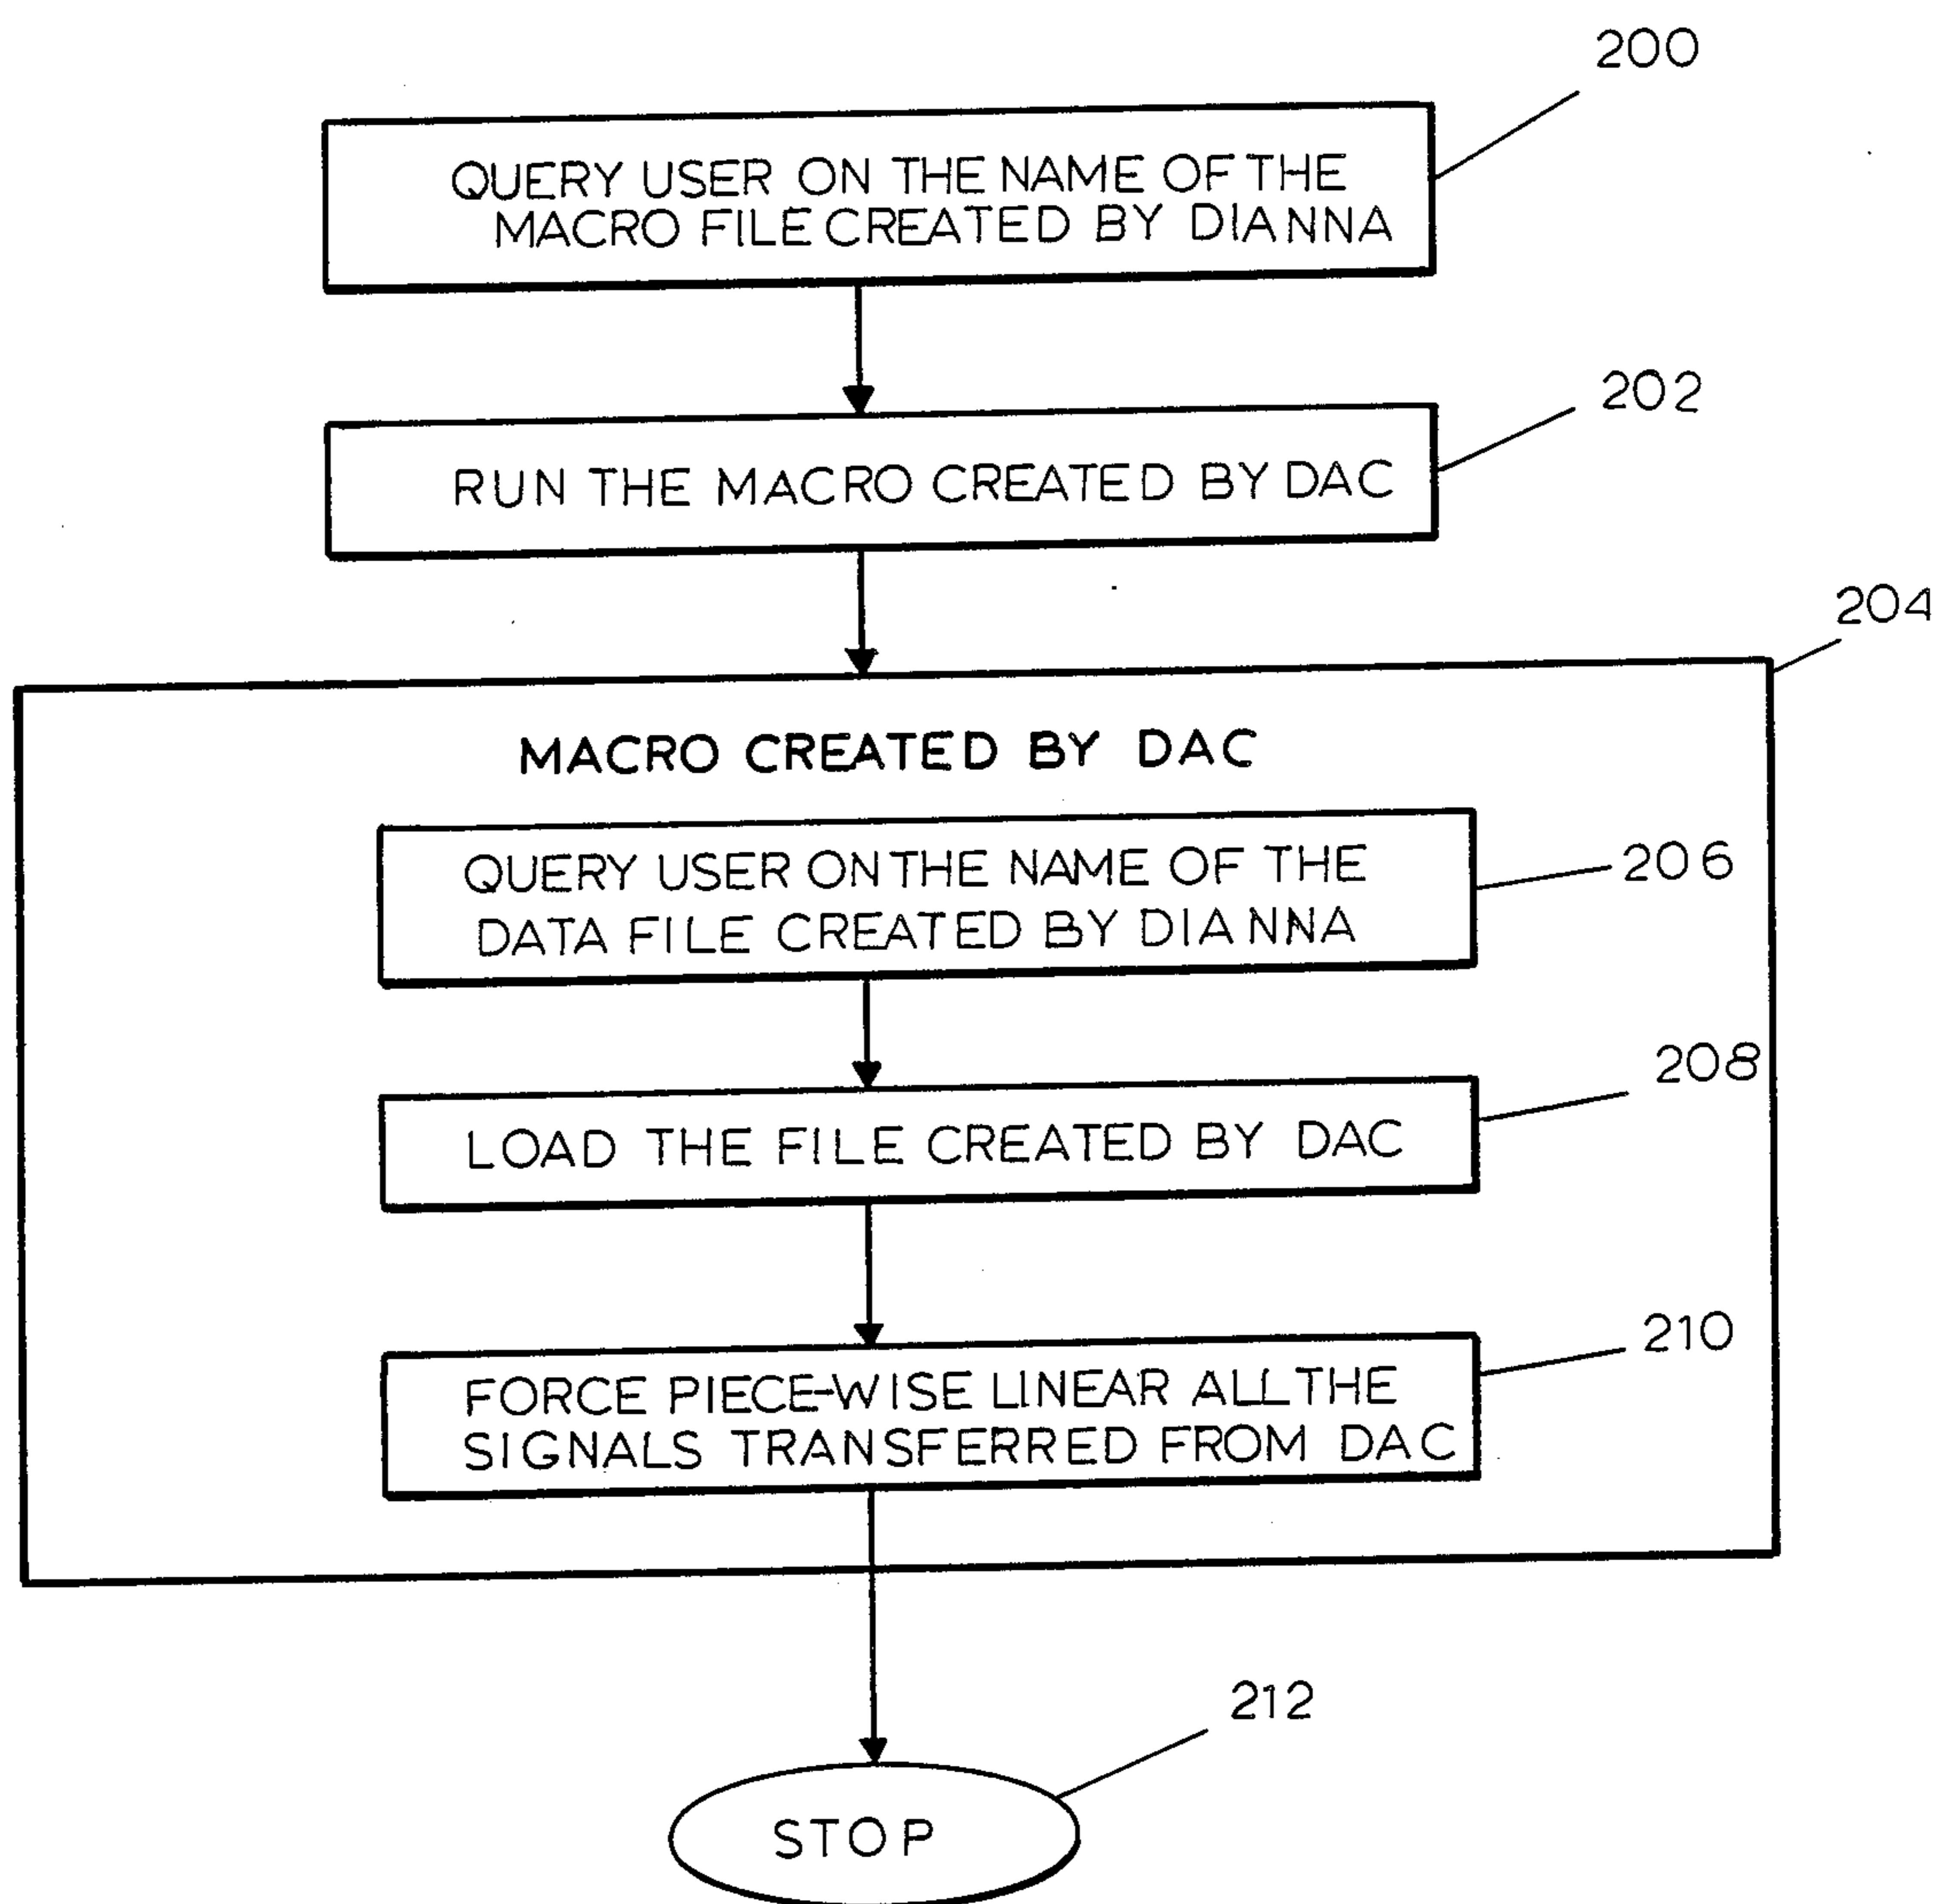 200
QUERY USER ON THE NAME OF THE
MACRO FILE CREATED BY DIANNA
202
RUN THE MACRO CREATED BY DAC
204
MACRO CREATED BY DAC
QUERY USER ON THE NAME OF THE
DATA FILE CREATED BY DIANNA
206
208
LOAD THE FILE CREATED BY DAC
210
FORCE PIECE-WISE LINEAR ALL THE
SIGNALS TRANSFERRED FROM DAC
212
STOP